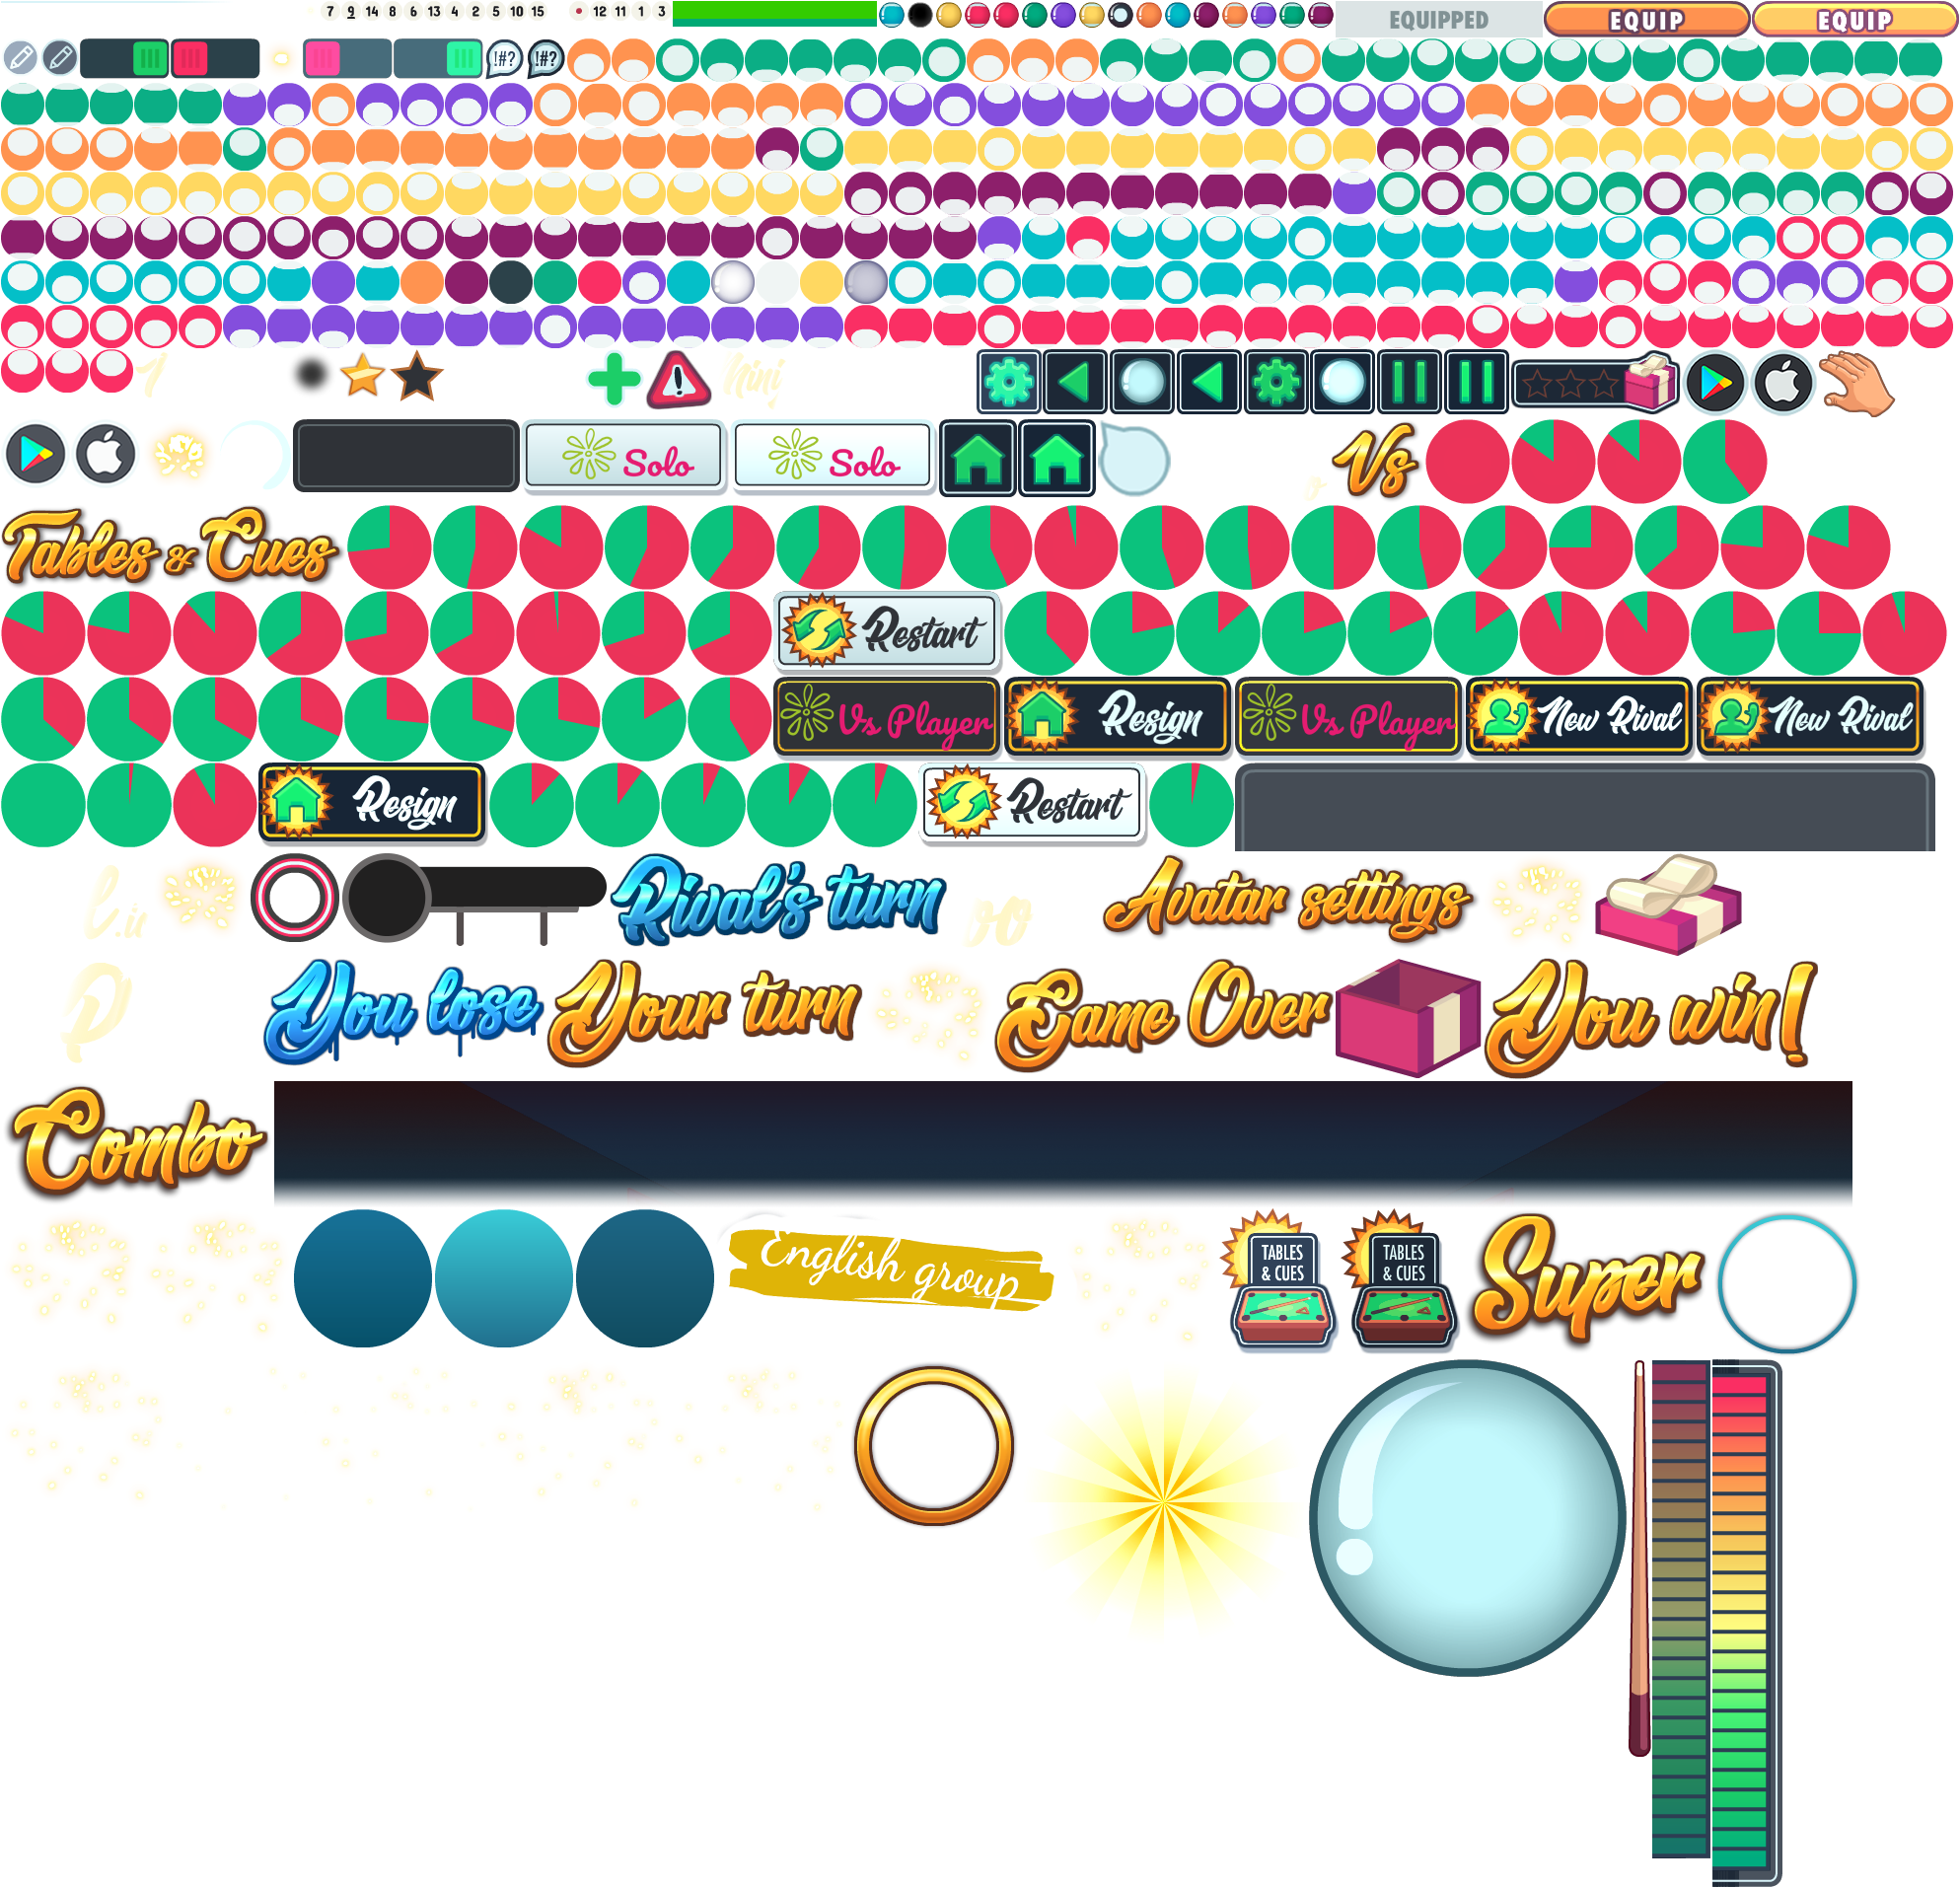 7 9 14 8 6 13 4 2 5 10 15 12 11 1 3
EQUIPPED
EQUIP
EQUIP
!#?
!#?
Solo
Solo
Vs
Tables & Cues
Restart
Vs Player
Resign
Vs Player
New Rival
New Rival
Resign
Restart
Rival's turn
Avatar settings
You lose
Your turn
Game Over
You win!
Combo
English group
TABLES
& CUES
TABLES
& CUES
Super